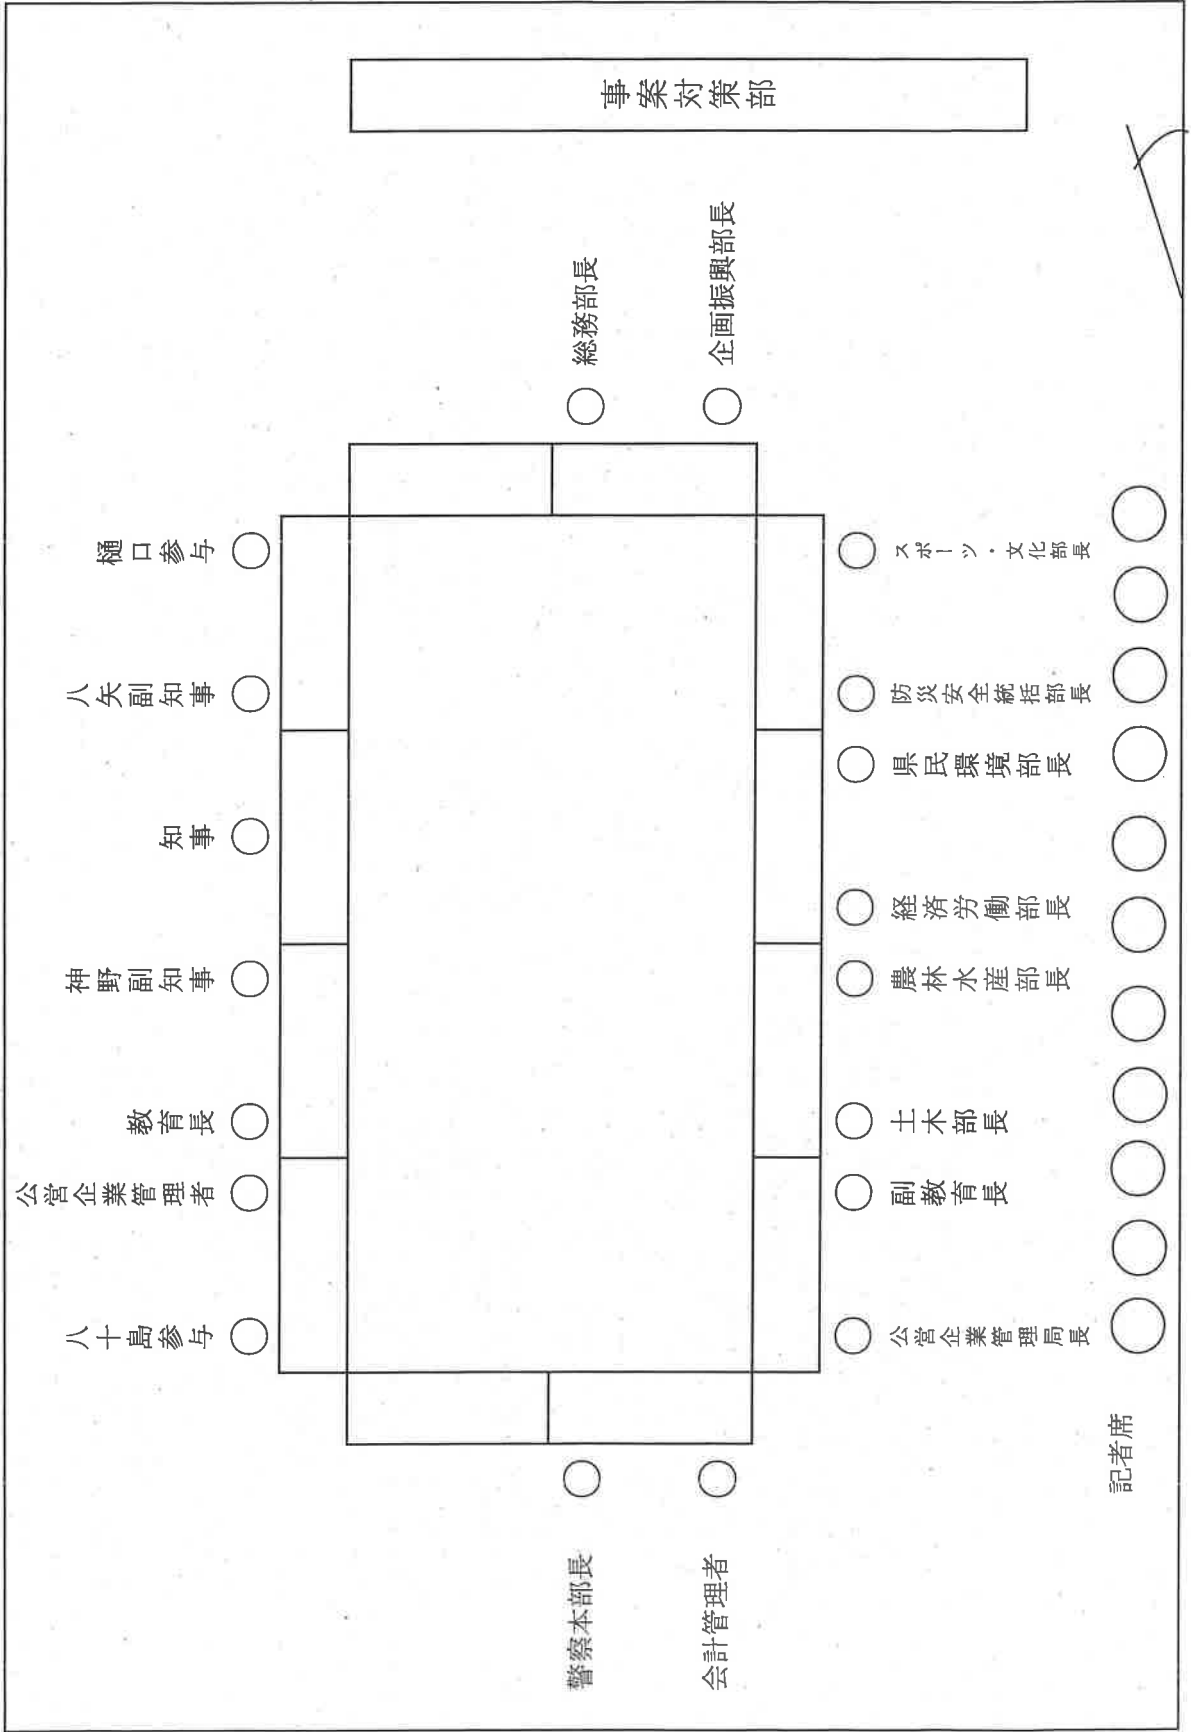 事案対策部
八十島参与
公営企業管理者
教育長
神野副知事
知事
八矢副知事
樋口参与
警察本部長
会計管理者
総務部長
企画振興部長
公営企業管理局長
副教育長
土木部長
農林水産部長
経済労働部長
県民環境部長
防災安全統括部長
スポーツ・文化部長
記者席